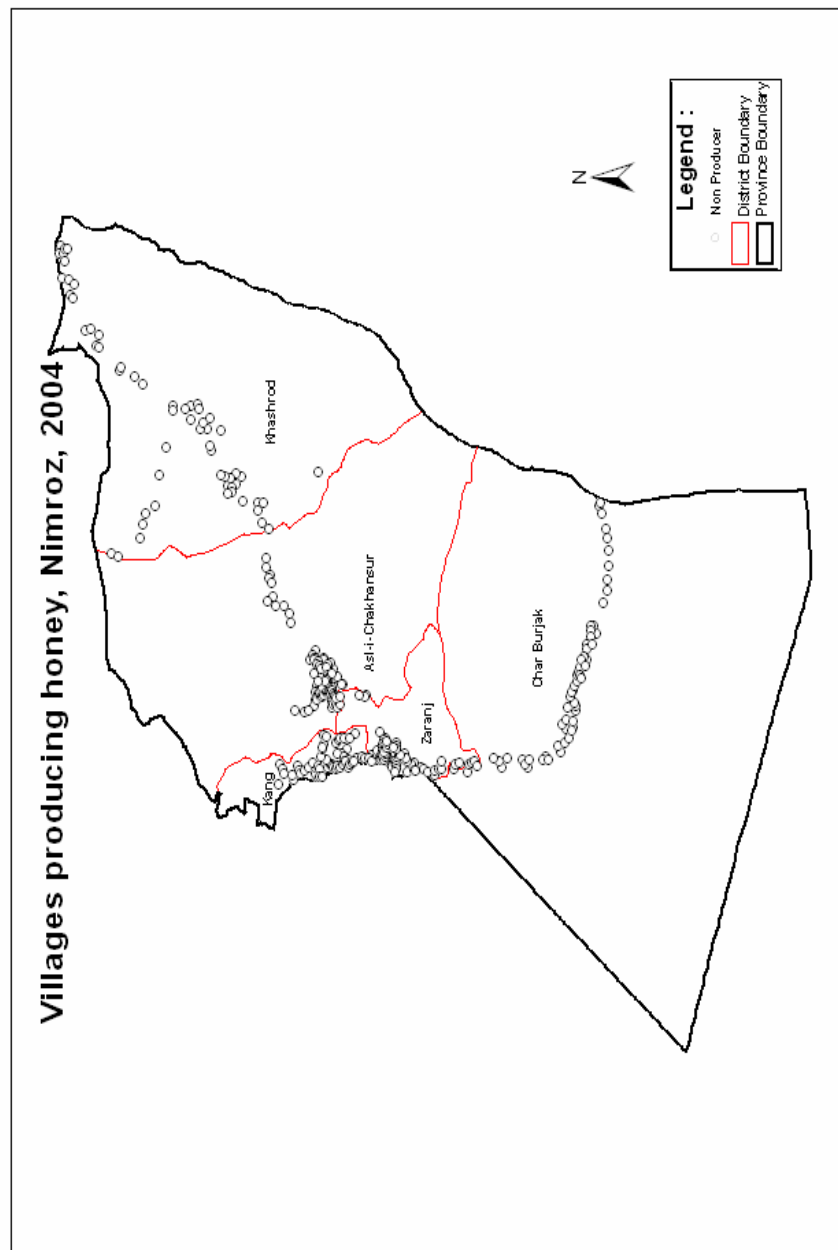 Villages producing honey, Nimroz, 2004
Khashrod
Kang
Asl-i-Chakhansur
Zaranj
Char Burjak
N
Legend :
Non Producer
District Boundary
Province Boundary